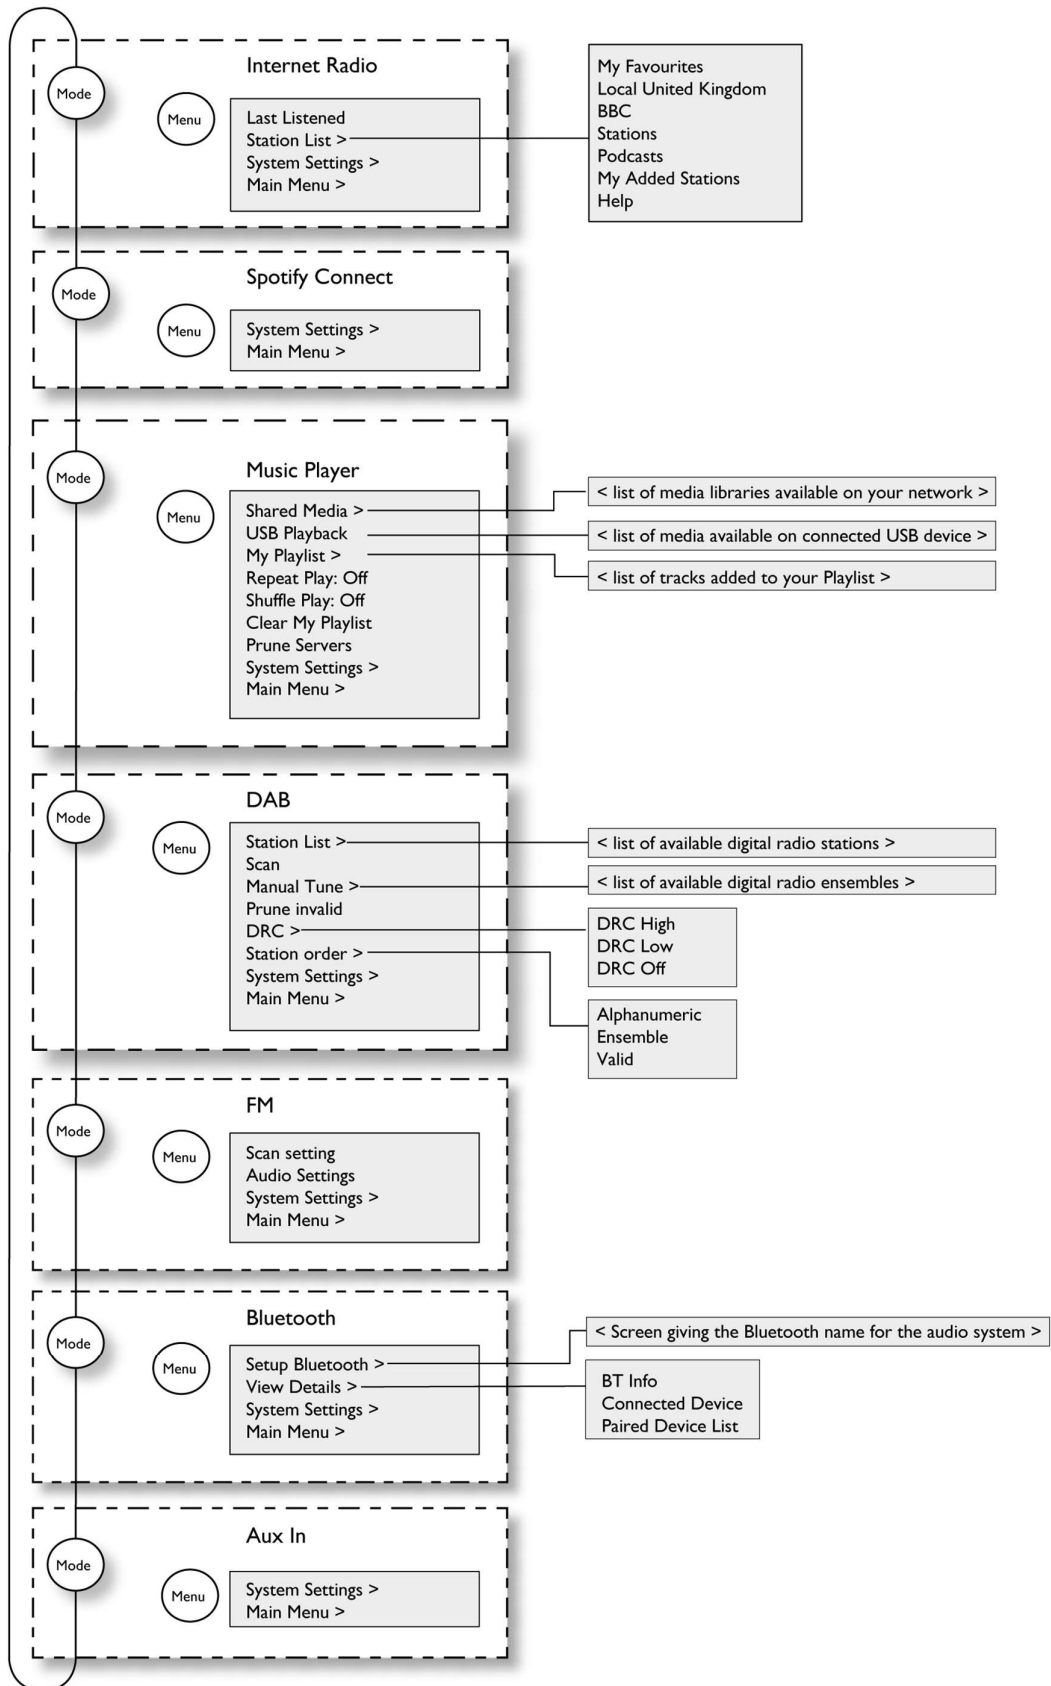 Internet Radio
Mode
Menu
Last Listened
Station List >
System Settings >
Main Menu >
My Favourites
Local United Kingdom
BBC
Stations
Podcasts
My Added Stations
Help
Spotify Connect
Mode
Menu
System Settings >
Main Menu >
Music Player
Mode
Menu
Shared Media >
USB Playback
My Playlist >
Repeat Play: Off
Shuffle Play: Off
Clear My Playlist
Prune Servers
System Settings >
Main Menu >
< list of media libraries available on your network >
< list of media available on connected USB device >
< list of tracks added to your Playlist >
DAB
Mode
Menu
Station List >
Scan
Manual Tune >
Prune invalid
DRC >
Station order >
System Settings >
Main Menu >
< list of available digital radio stations >
< list of available digital radio ensembles >
DRC High
DRC Low
DRC Off
Alphanumeric
Ensemble
Valid
FM
Mode
Menu
Scan setting
Audio Settings
System Settings >
Main Menu >
Bluetooth
Mode
Menu
Setup Bluetooth >
View Details >
System Settings >
Main Menu >
< Screen giving the Bluetooth name for the audio system >
BT Info
Connected Device
Paired Device List
Aux In
Mode
Menu
System Settings >
Main Menu >